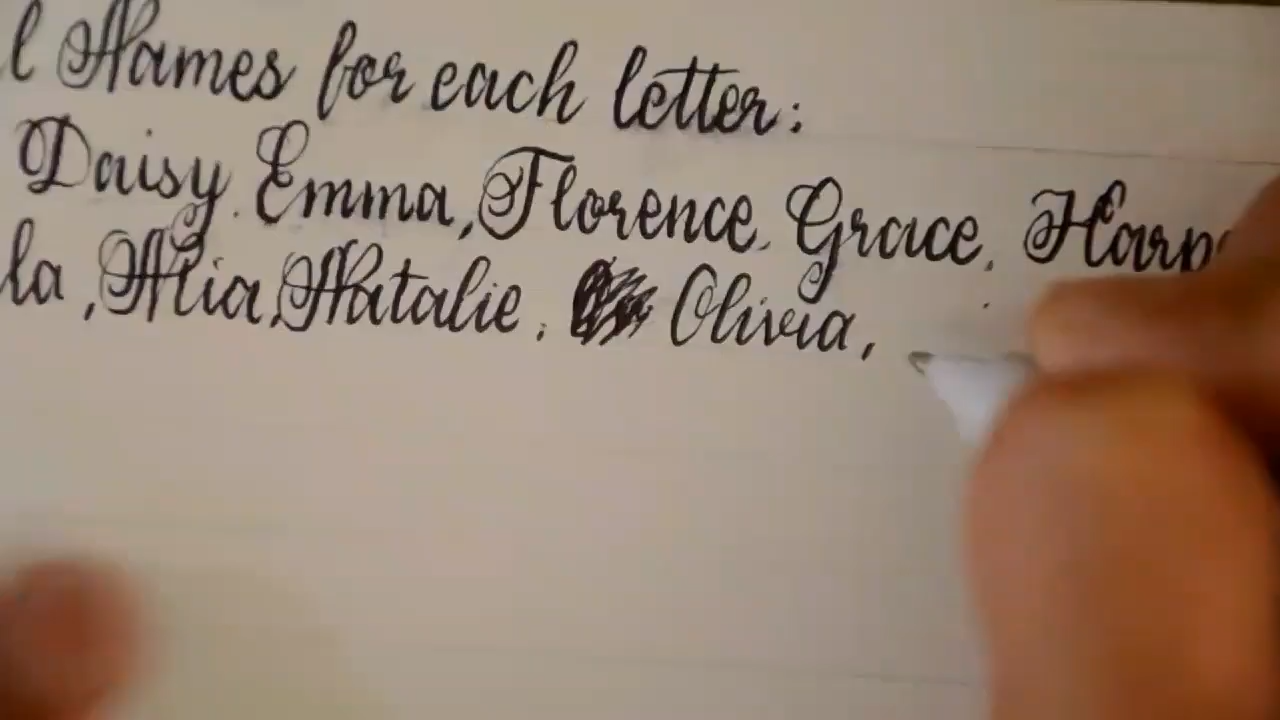 l Names for each letter:
Daisy, Emma, Florence, Grace, Harp
la, Mia, Natalie, Olivia,